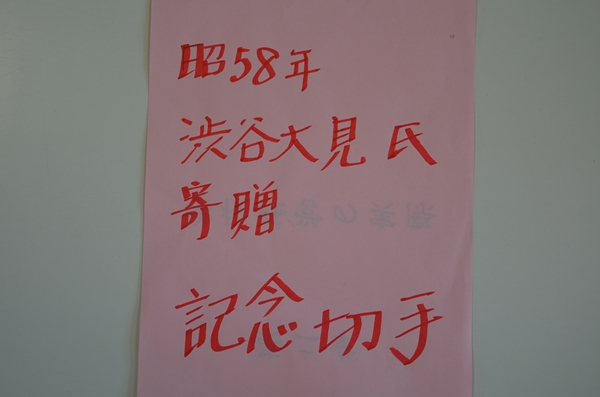 昭58年
渋谷大見氏
寄贈
記念切手